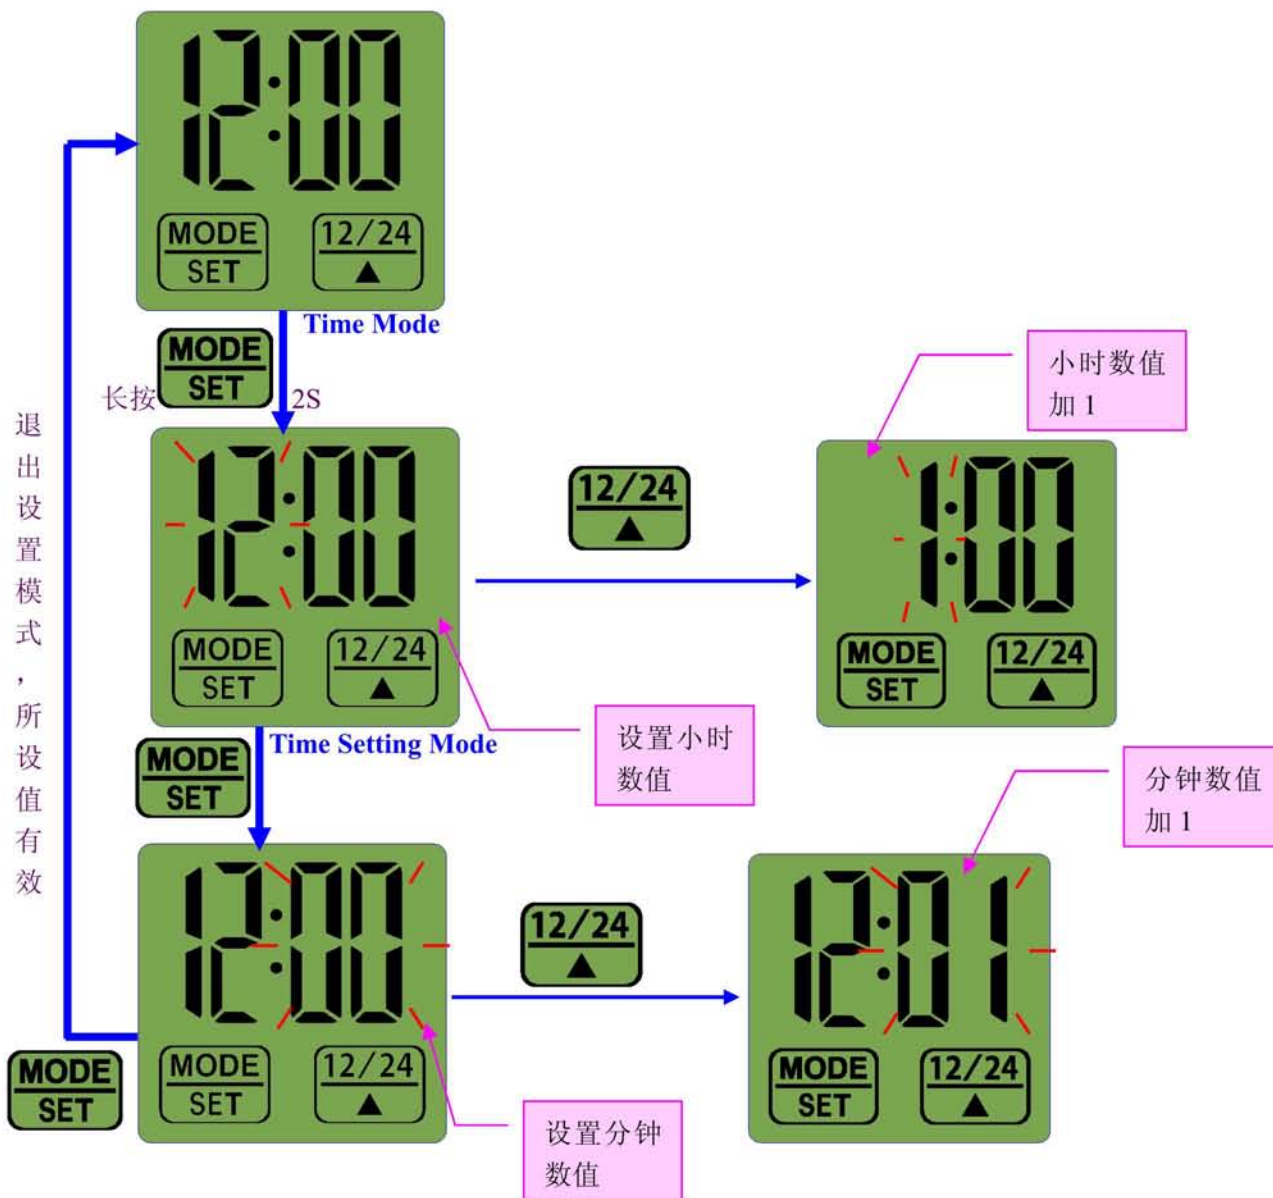 12:00
MODE
SET
12/24
▲
Time Mode
MODE
SET
长按
2S
退出设置模式，所设值有效
12:00
MODE
SET
12/24
▲
Time Setting Mode
12/24
▲
小时数值
加 1
1:00
MODE
SET
12/24
▲
设置小时
数值
MODE
SET
12:00
MODE
SET
12/24
▲
12/24
▲
分钟数值
加 1
12:01
MODE
SET
12/24
▲
MODE
SET
设置分钟
数值